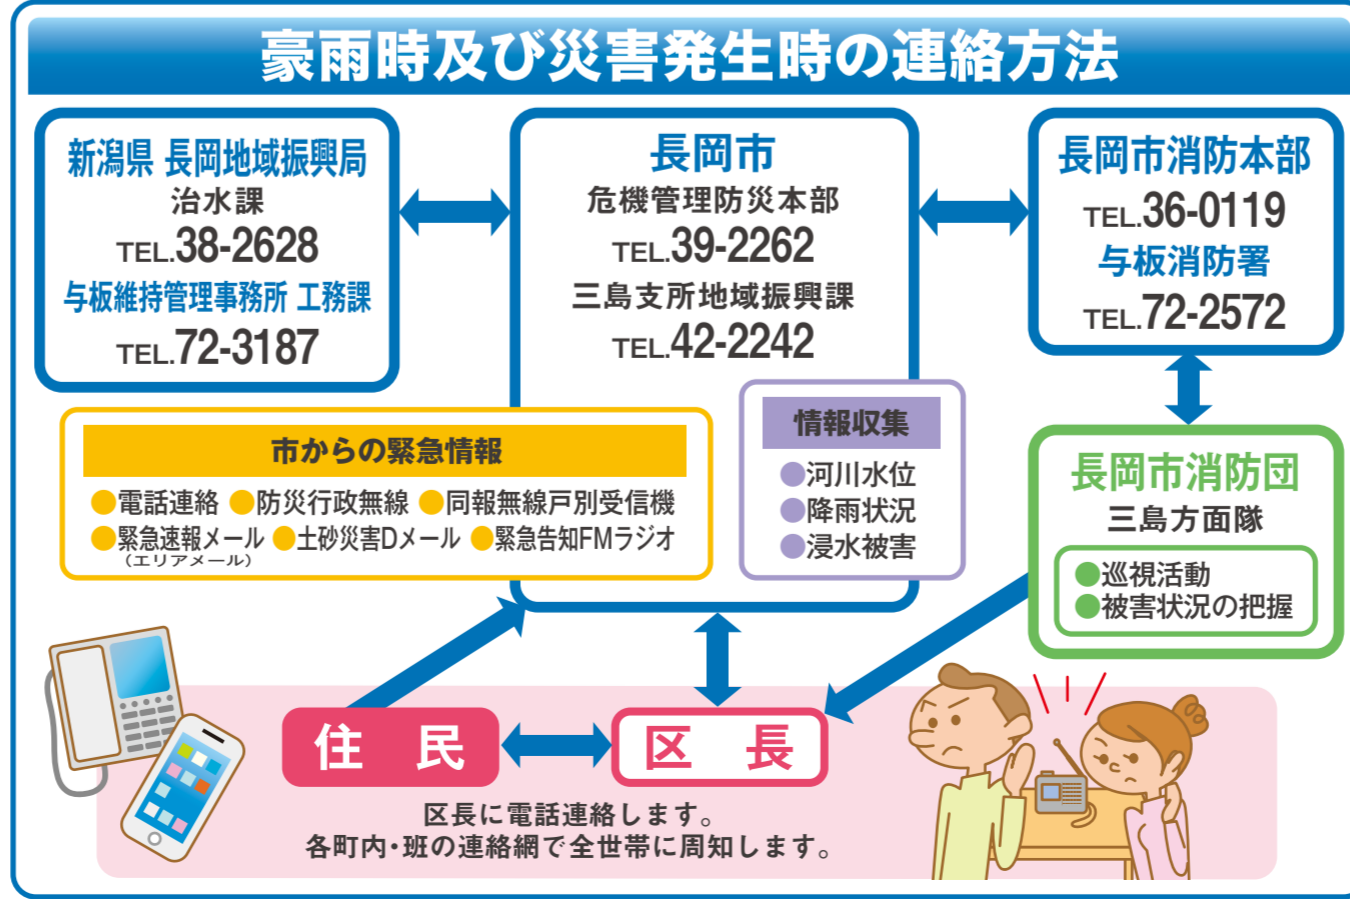 豪雨時及び災害発生時の連絡方法
新潟県 長岡地域振興局
治水課
TEL.38-2628
与板維持管理事務所 工務課
TEL.72-3187
長岡市
危機管理防災本部
TEL.39-2262
三島支所地域振興課
TEL.42-2242
長岡市消防本部
TEL.36-0119
与板消防署
TEL.72-2572
市からの緊急情報
●電話連絡 ●防災行政無線 ●同報無線戸別受信機
●緊急速報メール ●土砂災害Dメール ●緊急告知FMラジオ
(エリアメール)
情報収集
●河川水位
●降雨状況
●浸水被害
長岡市消防団
三島方面隊
●巡視活動
●被害状況の把握
住 民
区 長
区長に電話連絡します。
各町内・班の連絡網で全世帯に周知します。